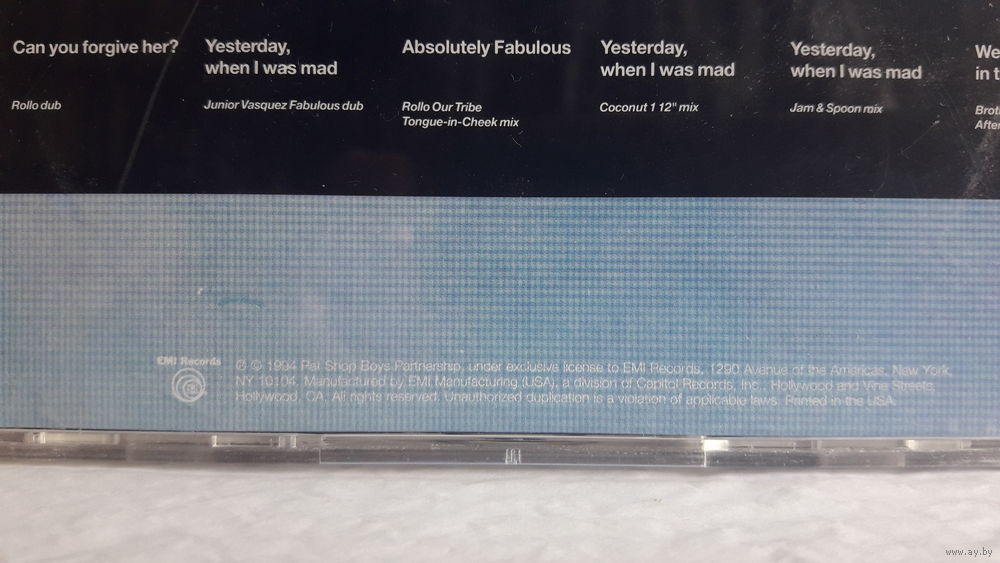 Can you forgive her?
Rollo dub
Yesterday,
when I was mad
Junior Vasquez Fabulous dub
Absolutely Fabulous
Rollo Our Tribe
Tongue-in-Cheek mix
Yesterday,
when I was mad
Coconut 1 12" mix
Yesterday,
when I was mad
Jam & Spoon mix
We
in t
Brot
After
EMI Records
℗ © 1994 Pet Shop Boys Partnership, under exclusive license to EMI Records, 1290 Avenue of the Americas, New York,
NY 10104. Manufactured by EMI Manufacturing (USA), a division of Capitol Records, Inc., Hollywood and Vine Streets,
Hollywood, CA. All rights reserved. Unauthorized duplication is a violation of applicable laws. Printed in the USA.
www.ay.by